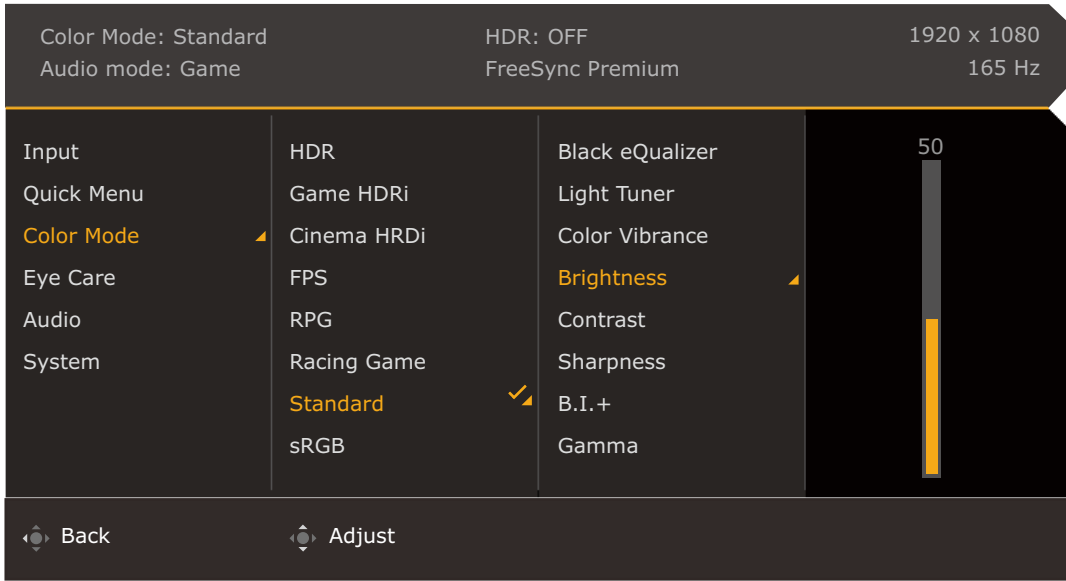 Color Mode: Standard
Audio mode: Game
HDR: OFF
FreeSync Premium
1920 x 1080
165 Hz
Input
Quick Menu
Color Mode
Eye Care
Audio
System
HDR
Game HDRi
Cinema HRDi
FPS
RPG
Racing Game
Standard
sRGB
Black eQualizer
Light Tuner
Color Vibrance
Brightness
Contrast
Sharpness
B.I.+
Gamma
50
Back
Adjust